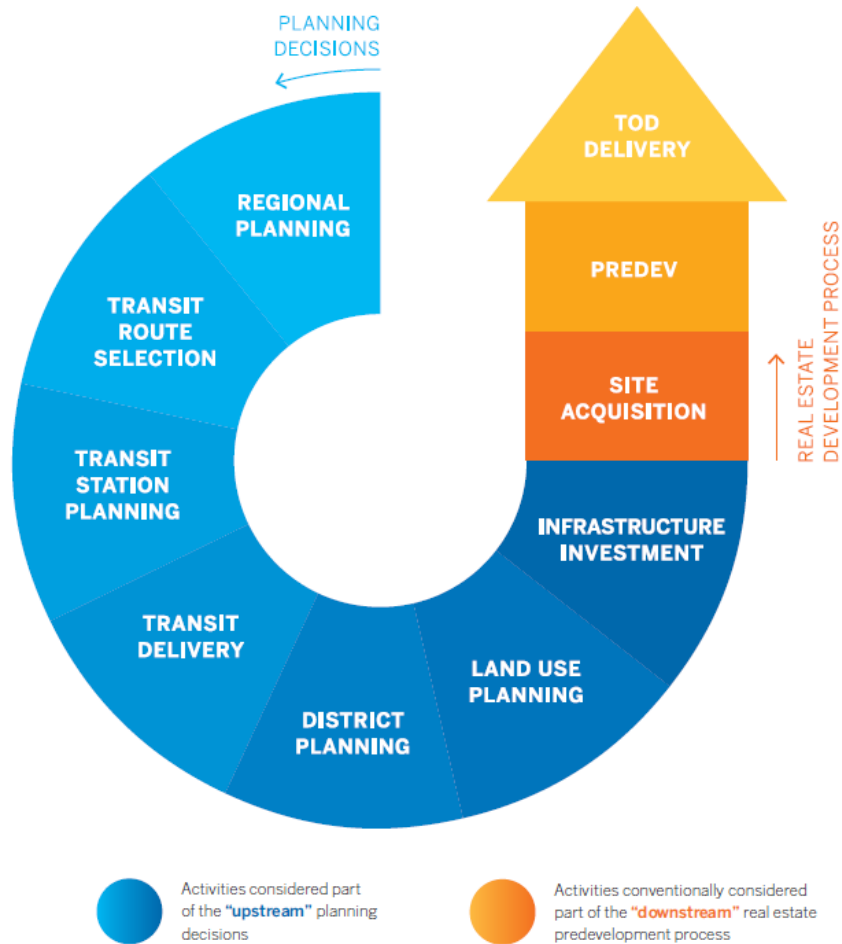 PLANNING
DECISIONS
REGIONAL
PLANNING
TRANSIT
ROUTE
SELECTION
TRANSIT
STATION
PLANNING
TRANSIT
DELIVERY
DISTRICT
PLANNING
LAND USE
PLANNING
INFRASTRUCTURE
INVESTMENT
SITE
ACQUISITION
PREDEV
TOD
DELIVERY
REAL ESTATE
DEVELOPMENT PROCESS
Activities considered part
of the “upstream” planning
decisions
Activities conventionally considered
part of the “downstream” real estate
predevelopment process